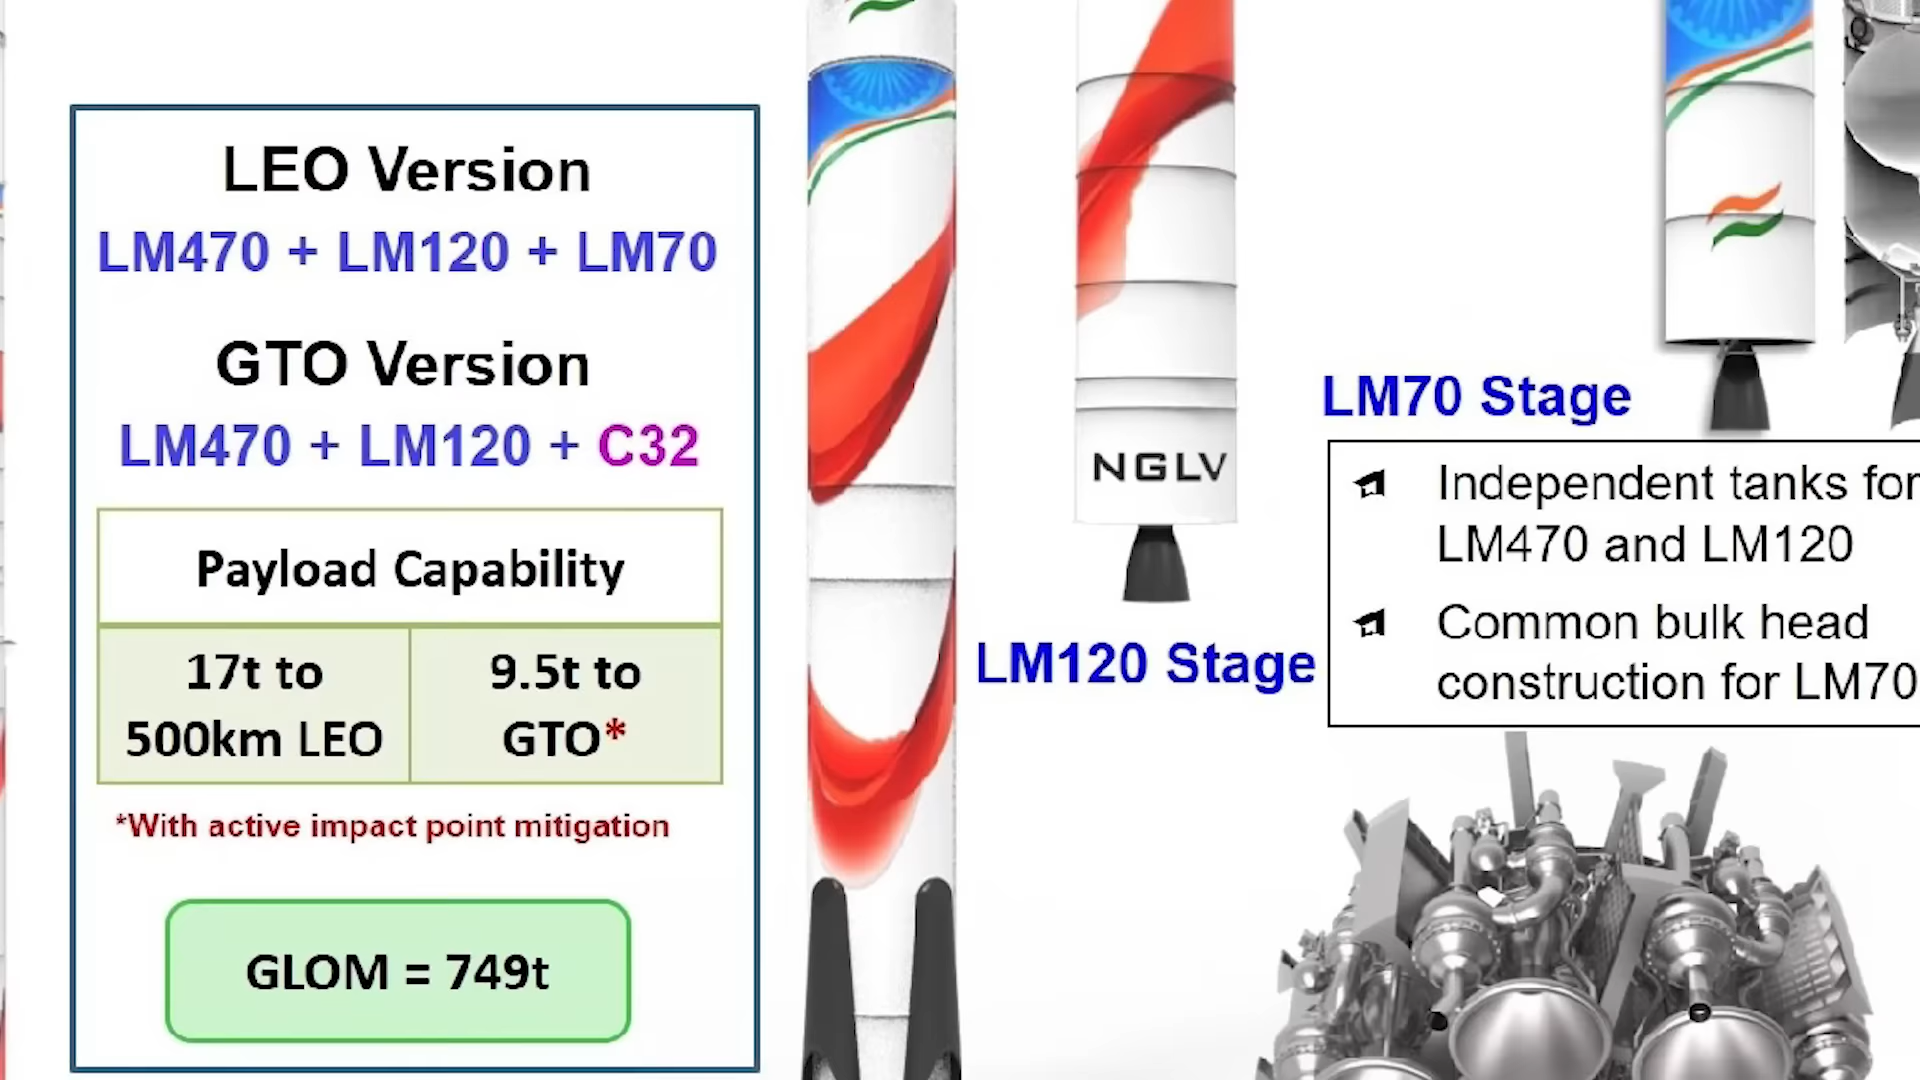 LEO Version
LM470 + LM120 + LM70
GTO Version
LM470 + LM120 + C32
Payload Capability
17t to
500km LEO
9.5t to
GTO*
*With active impact point mitigation
GLOM = 749t
NGLV
LM120 Stage
LM70 Stage
Independent tanks for
LM470 and LM120
Common bulk head
construction for LM70